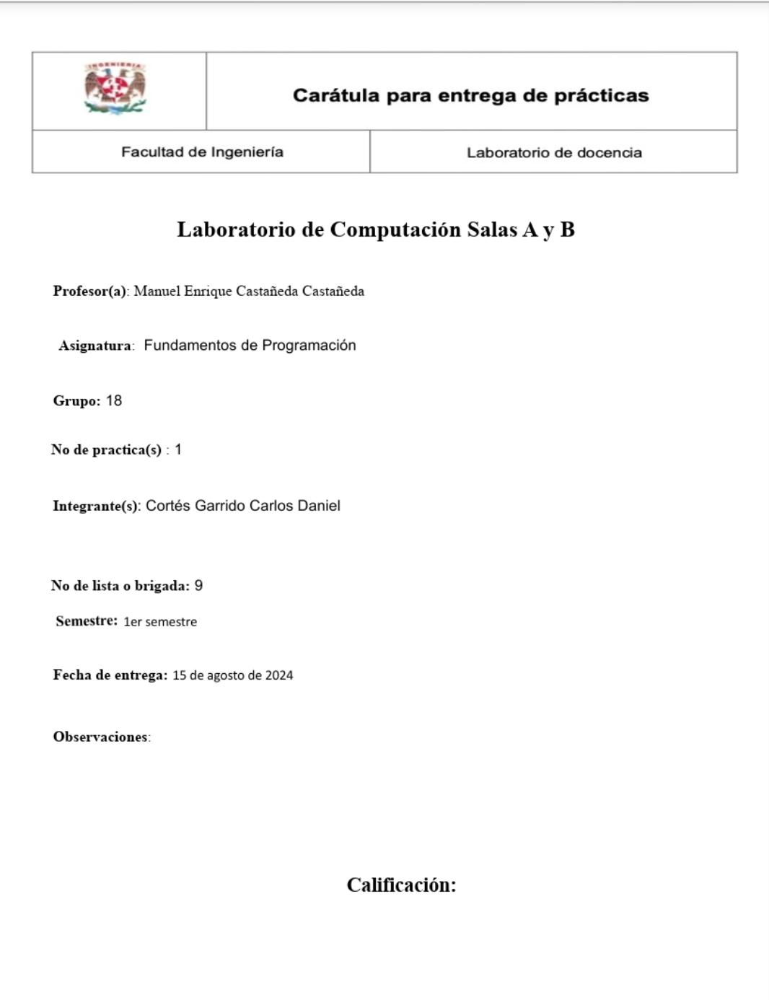 INGENIERIA
Carátula para entrega de prácticas
Facultad de Ingeniería
Laboratorio de docencia
Laboratorio de Computación Salas A y B
Profesor(a): Manuel Enrique Castañeda Castañeda
Asignatura: Fundamentos de Programación
Grupo: 18
No de practica(s) : 1
Integrante(s): Cortés Garrido Carlos Daniel
No de lista o brigada: 9
Semestre: 1er semestre
Fecha de entrega: 15 de agosto de 2024
Observaciones:
Calificación: